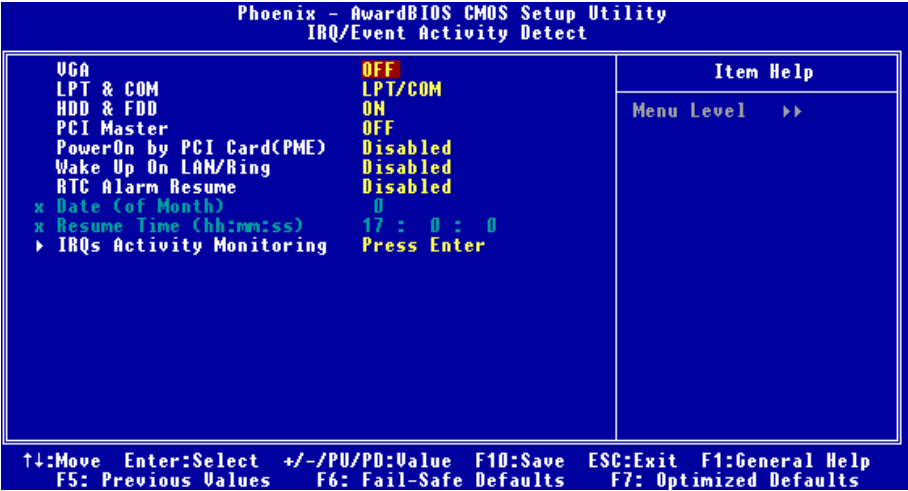 Phoenix - AwardBIOS CMOS Setup Utility
IRQ/Event Activity Detect
VGA OFF
LPT & COM LPT/COM
HDD & FDD ON
PCI Master OFF
PowerOn by PCI Card(PME) Disabled
Wake Up On LAN/Ring Disabled
RTC Alarm Resume Disabled
x Date (of Month) 0
x Resume Time (hh:mm:ss) 17 : 0 : 0
▸ IRQs Activity Monitoring Press Enter
Item Help
Menu Level ▸▸
↑↓:Move Enter:Select +/-/PU/PD:Value F10:Save ESC:Exit F1:General Help
F5: Previous Values F6: Fail-Safe Defaults F7: Optimized Defaults